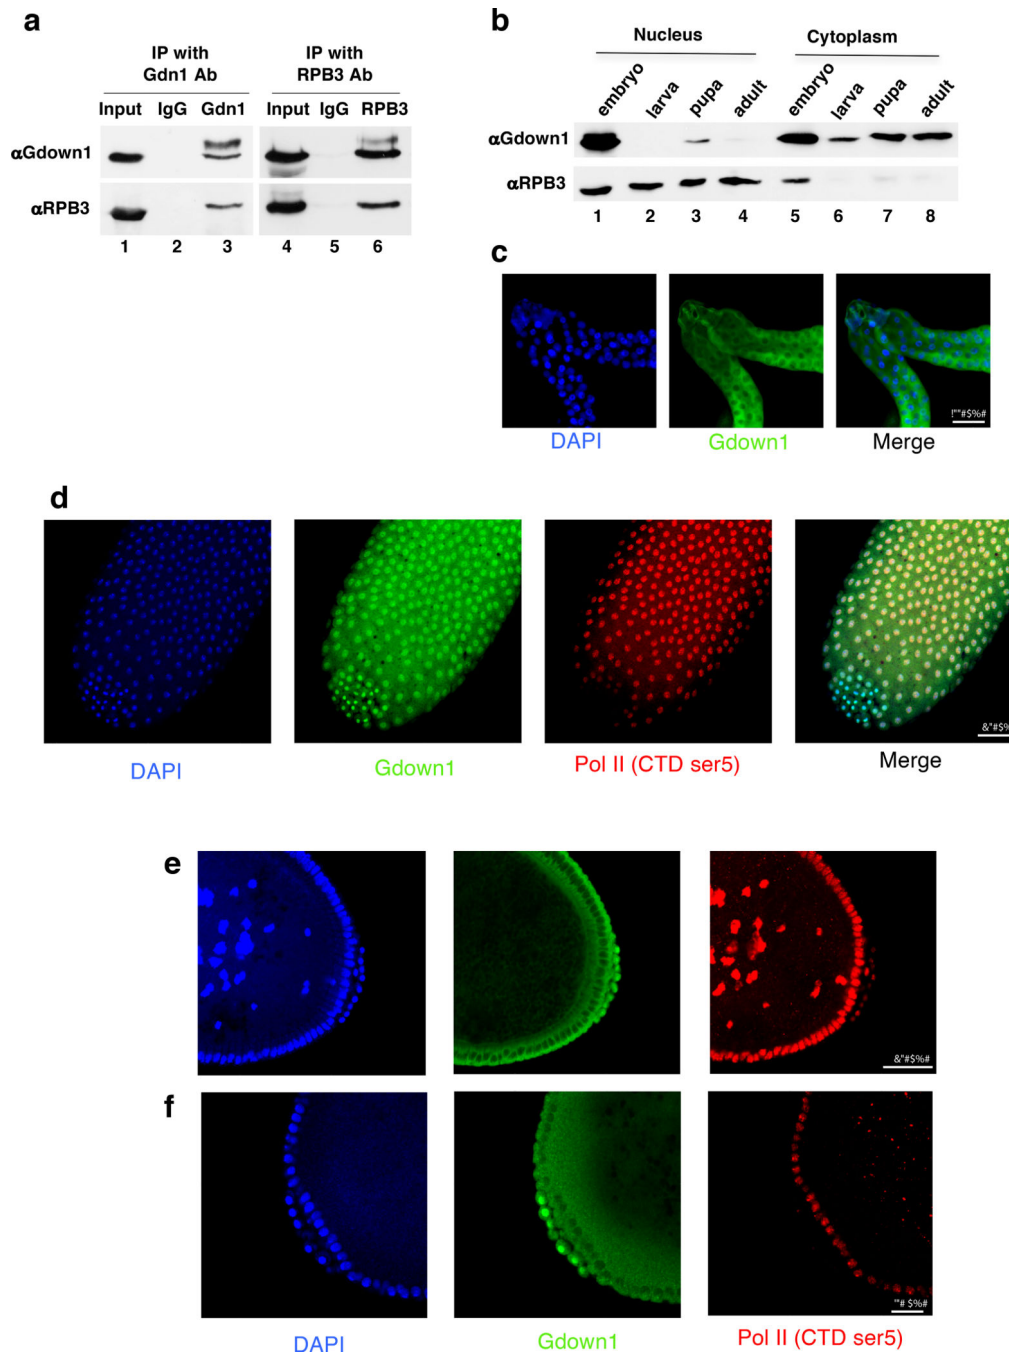 a
IP with
Gdn1 Ab
IP with
RPB3 Ab
Input IgG Gdn1 Input IgG RPB3
αGdown1
αRPB3
1 2 3 4 5 6
b
Nucleus Cytoplasm
embryo larva pupa adult embryo larva pupa adult
αGdown1
αRPB3
1 2 3 4 5 6 7 8
c
!""#$%#
DAPI Gdown1 Merge
d
&"#$%
DAPI Gdown1 Pol II (CTD ser5) Merge
e
&"#$%#
f
""# $%#
DAPI Gdown1 Pol II (CTD ser5)